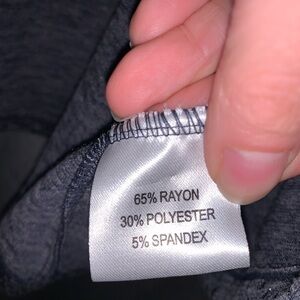 65% RAYON
30% POLYESTER
5% SPANDEX